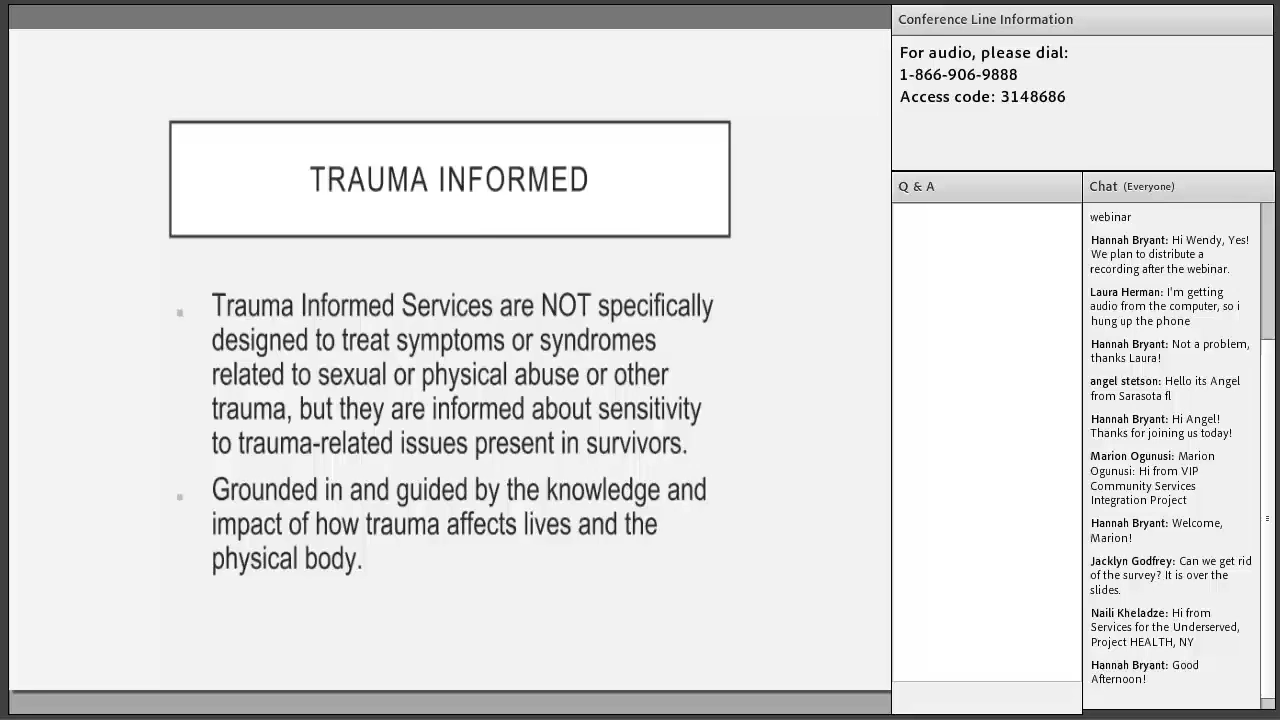 TRAUMA INFORMED
Trauma Informed Services are NOT specifically
designed to treat symptoms or syndromes
related to sexual or physical abuse or other
trauma, but they are informed about sensitivity
to trauma-related issues present in survivors.
Grounded in and guided by the knowledge and
impact of how trauma affects lives and the
physical body.
Conference Line Information
For audio, please dial:
1-866-906-9888
Access code: 3148686
Q & A
Chat (Everyone)
webinar
Hannah Bryant: Hi Wendy, Yes!
We plan to distribute a
recording after the webinar.
Laura Herman: I'm getting
audio from the computer, so i
hung up the phone
Hannah Bryant: Not a problem,
thanks Laura!
angel stetson: Hello its Angel
from Sarasota fl
Hannah Bryant: Hi Angel!
Thanks for joining us today!
Marion Ogunusi: Marion
Ogunusi: Hi from VIP
Community Services
Integration Project
Hannah Bryant: Welcome,
Marion!
Jacklyn Godfrey: Can we get rid
of the survey? It is over the
slides.
Naili Kheladze: Hi from
Services for the Underserved,
Project HEALTH, NY
Hannah Bryant: Good
Afternoon!